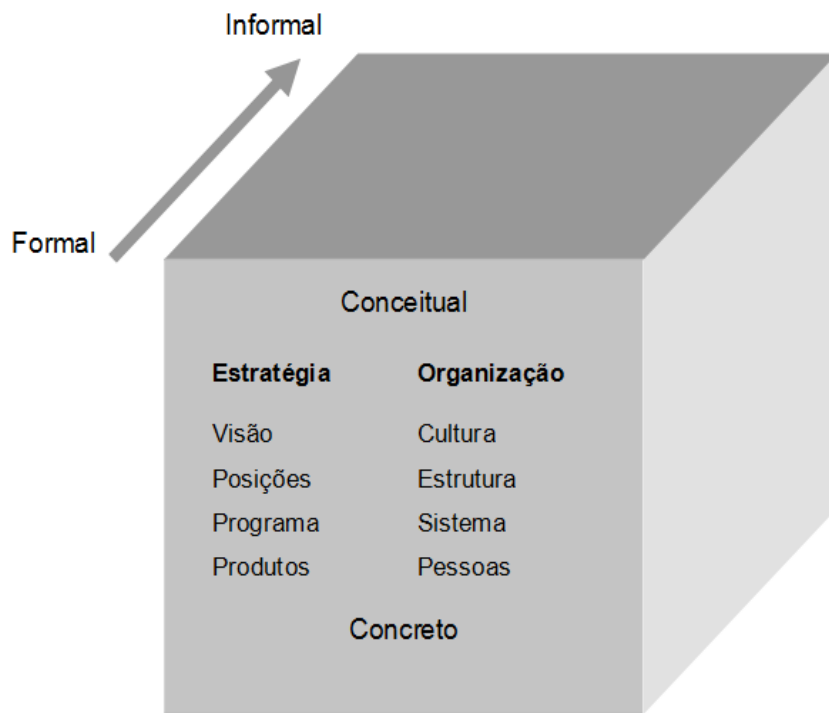 Informal
Formal
Conceitual
Estratégia Organização
Visão Cultura
Posições Estrutura
Programa Sistema
Produtos Pessoas
Concreto